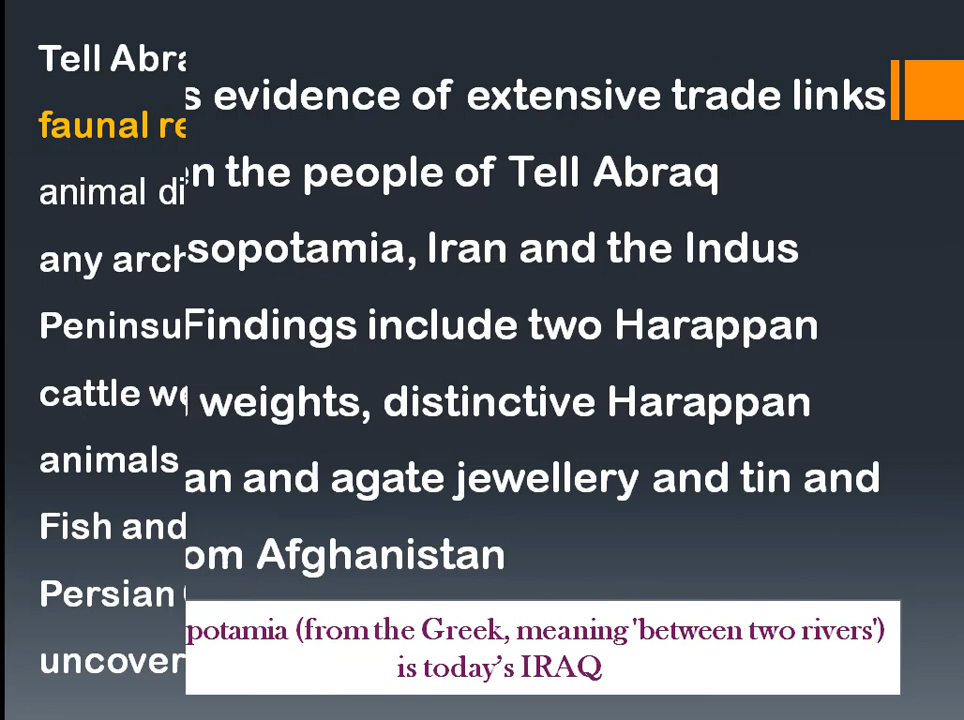 Tell Abra
faunal re
animal di
any arch
Peninsu
cattle we
animals
Fish and
Persian
uncover
s evidence of extensive trade links
n the people of Tell Abraq
sopotamia, Iran and the Indus
Findings include two Harappan
weights, distinctive Harappan
an and agate jewellery and tin and
om Afghanistan
potamia (from the Greek, meaning 'between two rivers')
is today's IRAQ